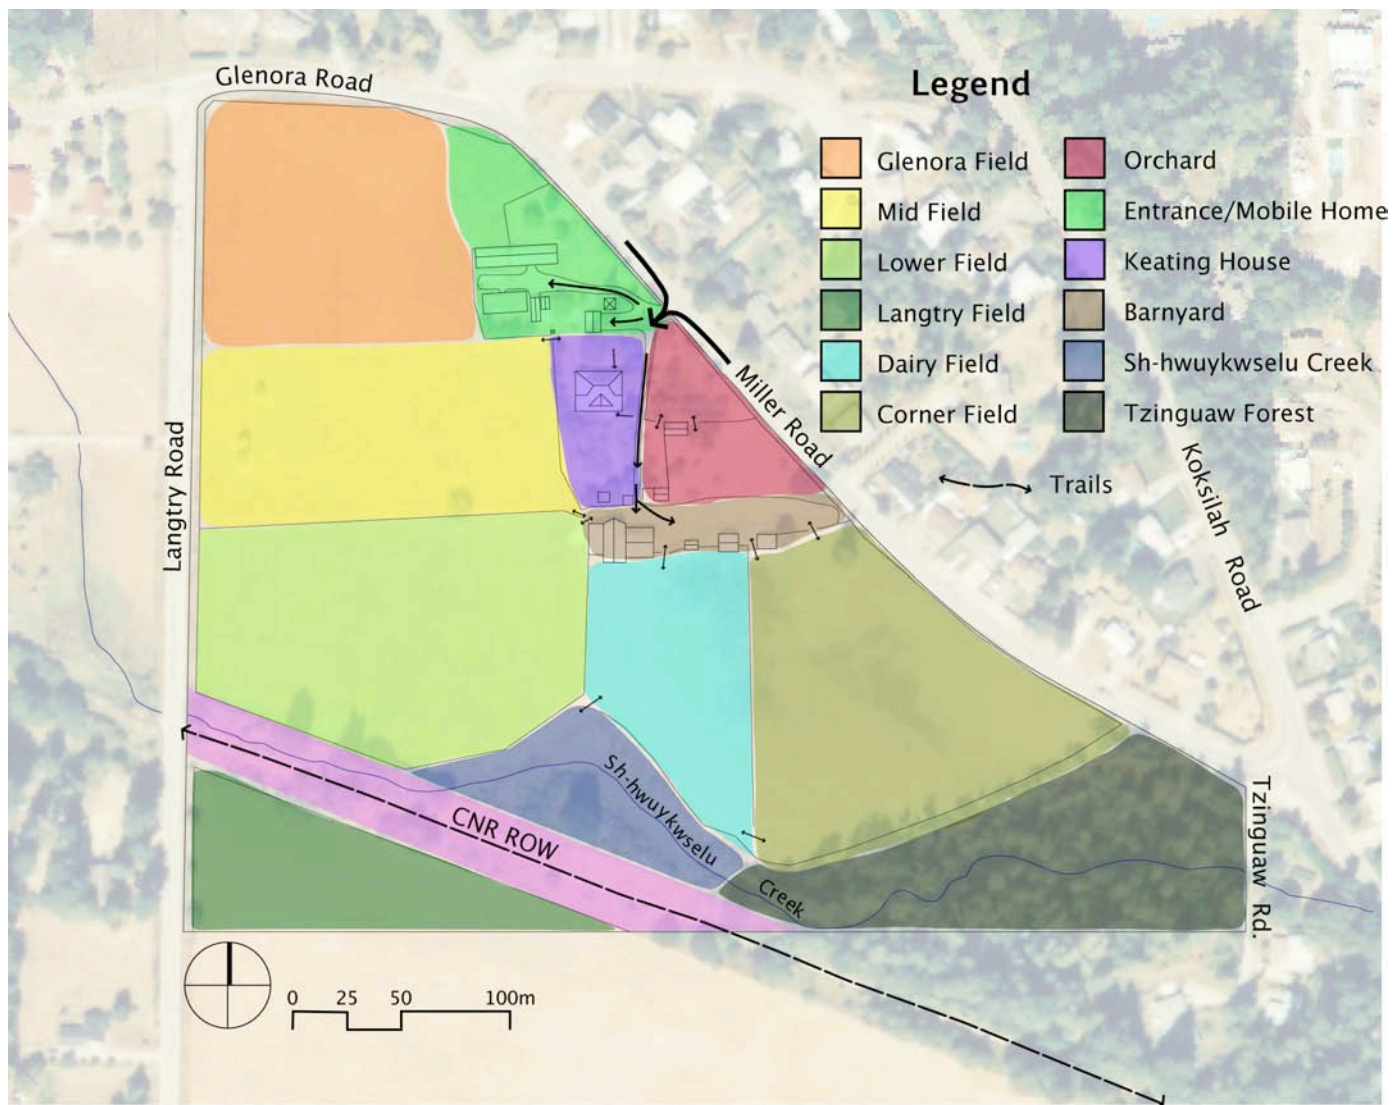 Glenora Road
Legend
Glenora Field
Mid Field
Lower Field
Langtry Field
Dairy Field
Corner Field
Orchard
Entrance/Mobile Home
Keating House
Barnyard
Sh-hwuykwselu Creek
Tzinguaw Forest
Trails
Miller Road
Langtry Road
Koksilah Road
Sh-hwuykwselu
Creek
CNR ROW
Tzinguaw Rd.
0 25 50 100m